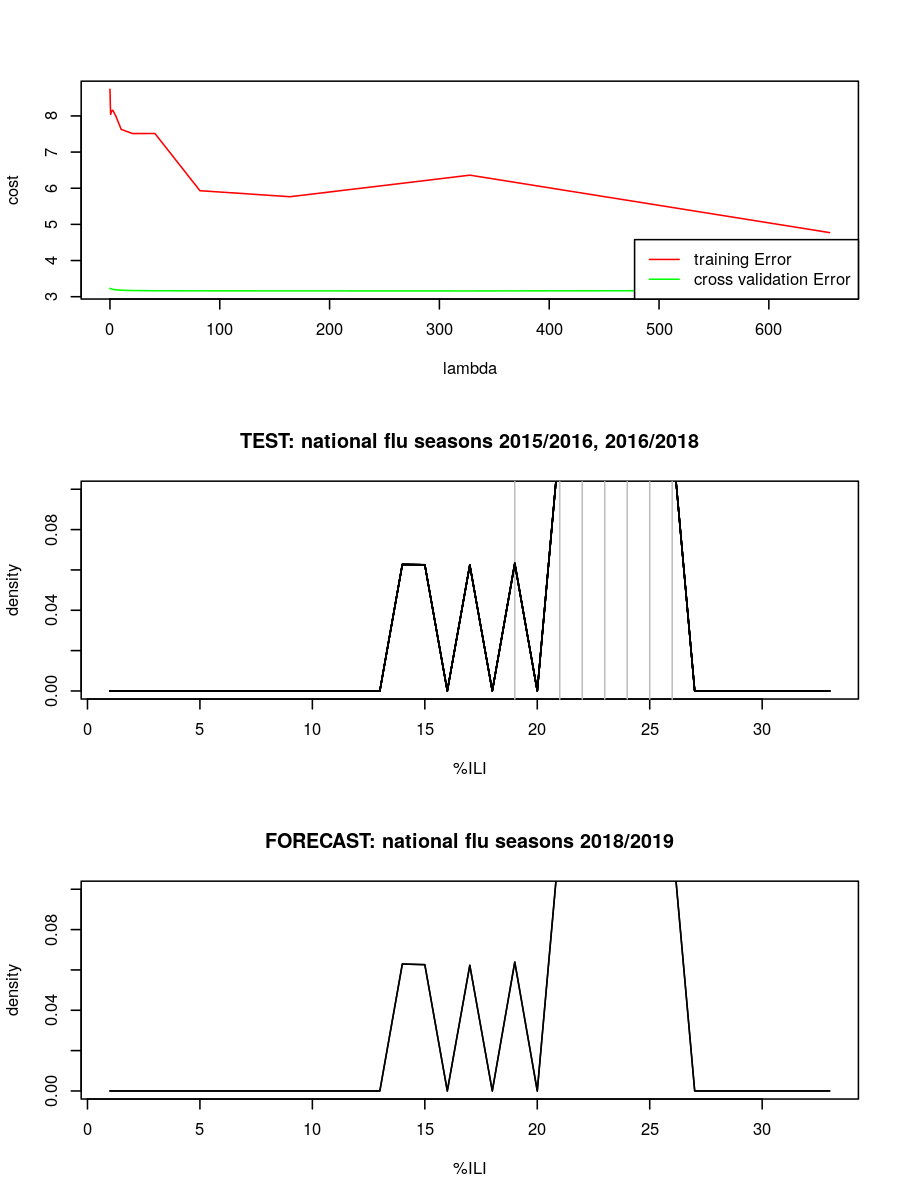 8
7
6
5
4
3
cost
training Error
cross validation Error
0 100 200 300 400 500 600
lambda
TEST: national flu seasons 2015/2016, 2016/2018
0.08
0.04
0.00
density
0 5 10 15 20 25 30
%ILI
FORECAST: national flu seasons 2018/2019
0.08
0.04
0.00
density
0 5 10 15 20 25 30
%ILI